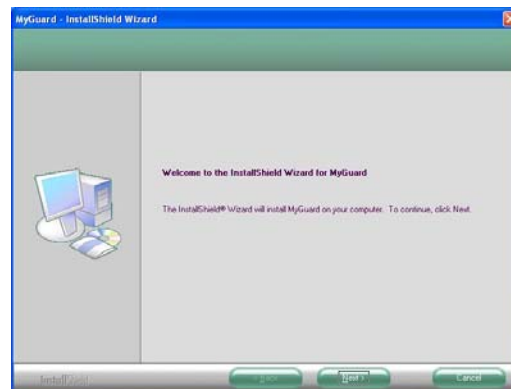 MyGuard - InstallShield Wizard
Welcome to the InstallShield Wizard for MyGuard
The InstallShield® Wizard will install MyGuard on your computer. To continue, click Next.
InstallShield
< Back
Next >
Cancel